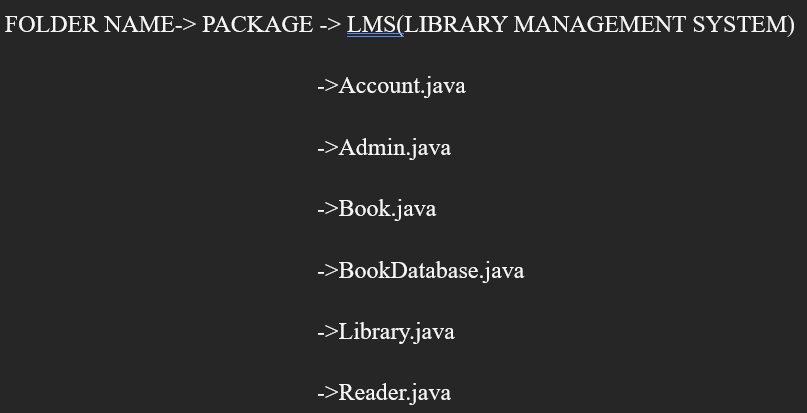 FOLDER NAME-> PACKAGE -> LMS(LIBRARY MANAGEMENT SYSTEM)
->Account.java
->Admin.java
->Book.java
->BookDatabase.java
->Library.java
->Reader.java